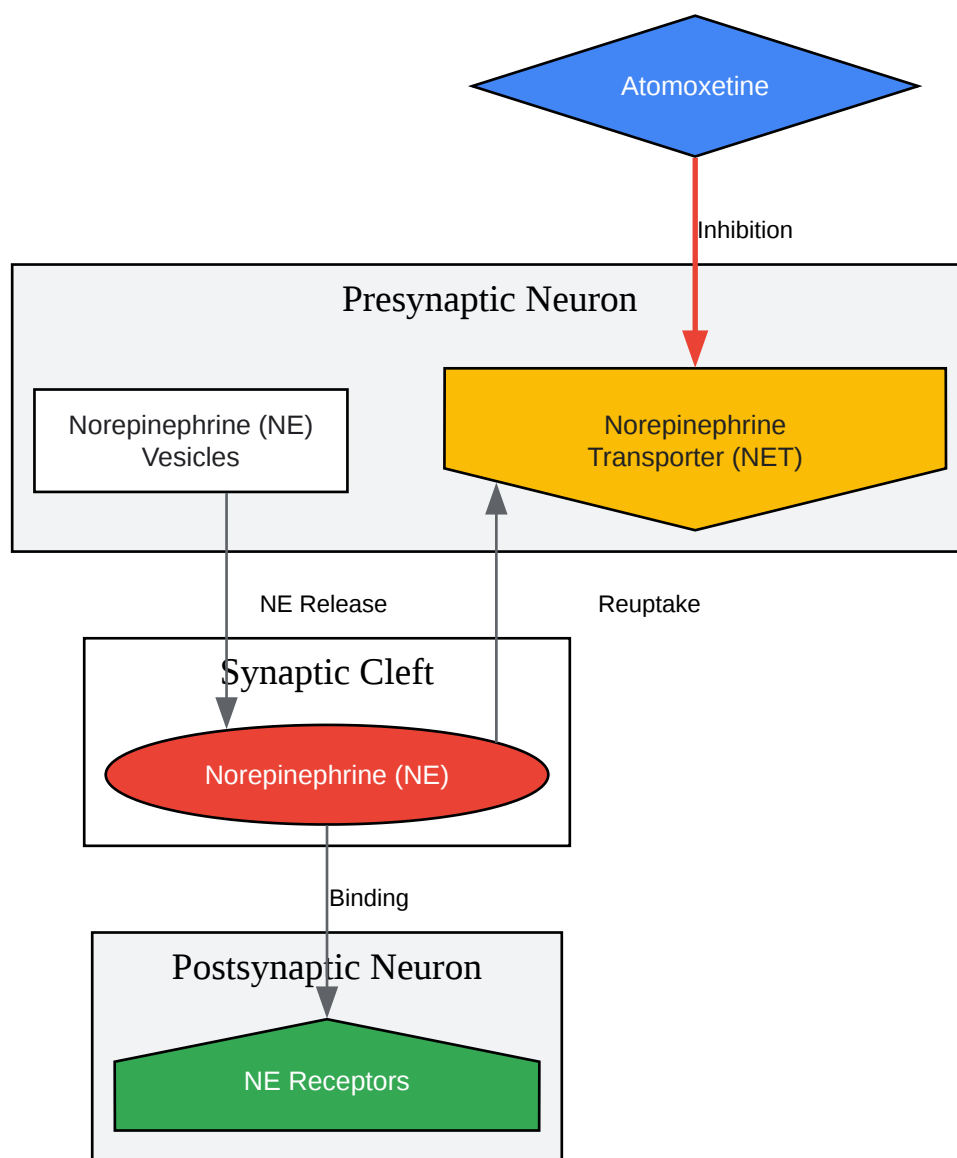 Atomoxetine
Inhibition
Presynaptic Neuron
Norepinephrine (NE)
Vesicles
Norepinephrine
Transporter (NET)
NE Release
Reuptake
Synaptic Cleft
Norepinephrine (NE)
Binding
Postsynaptic Neuron
NE Receptors